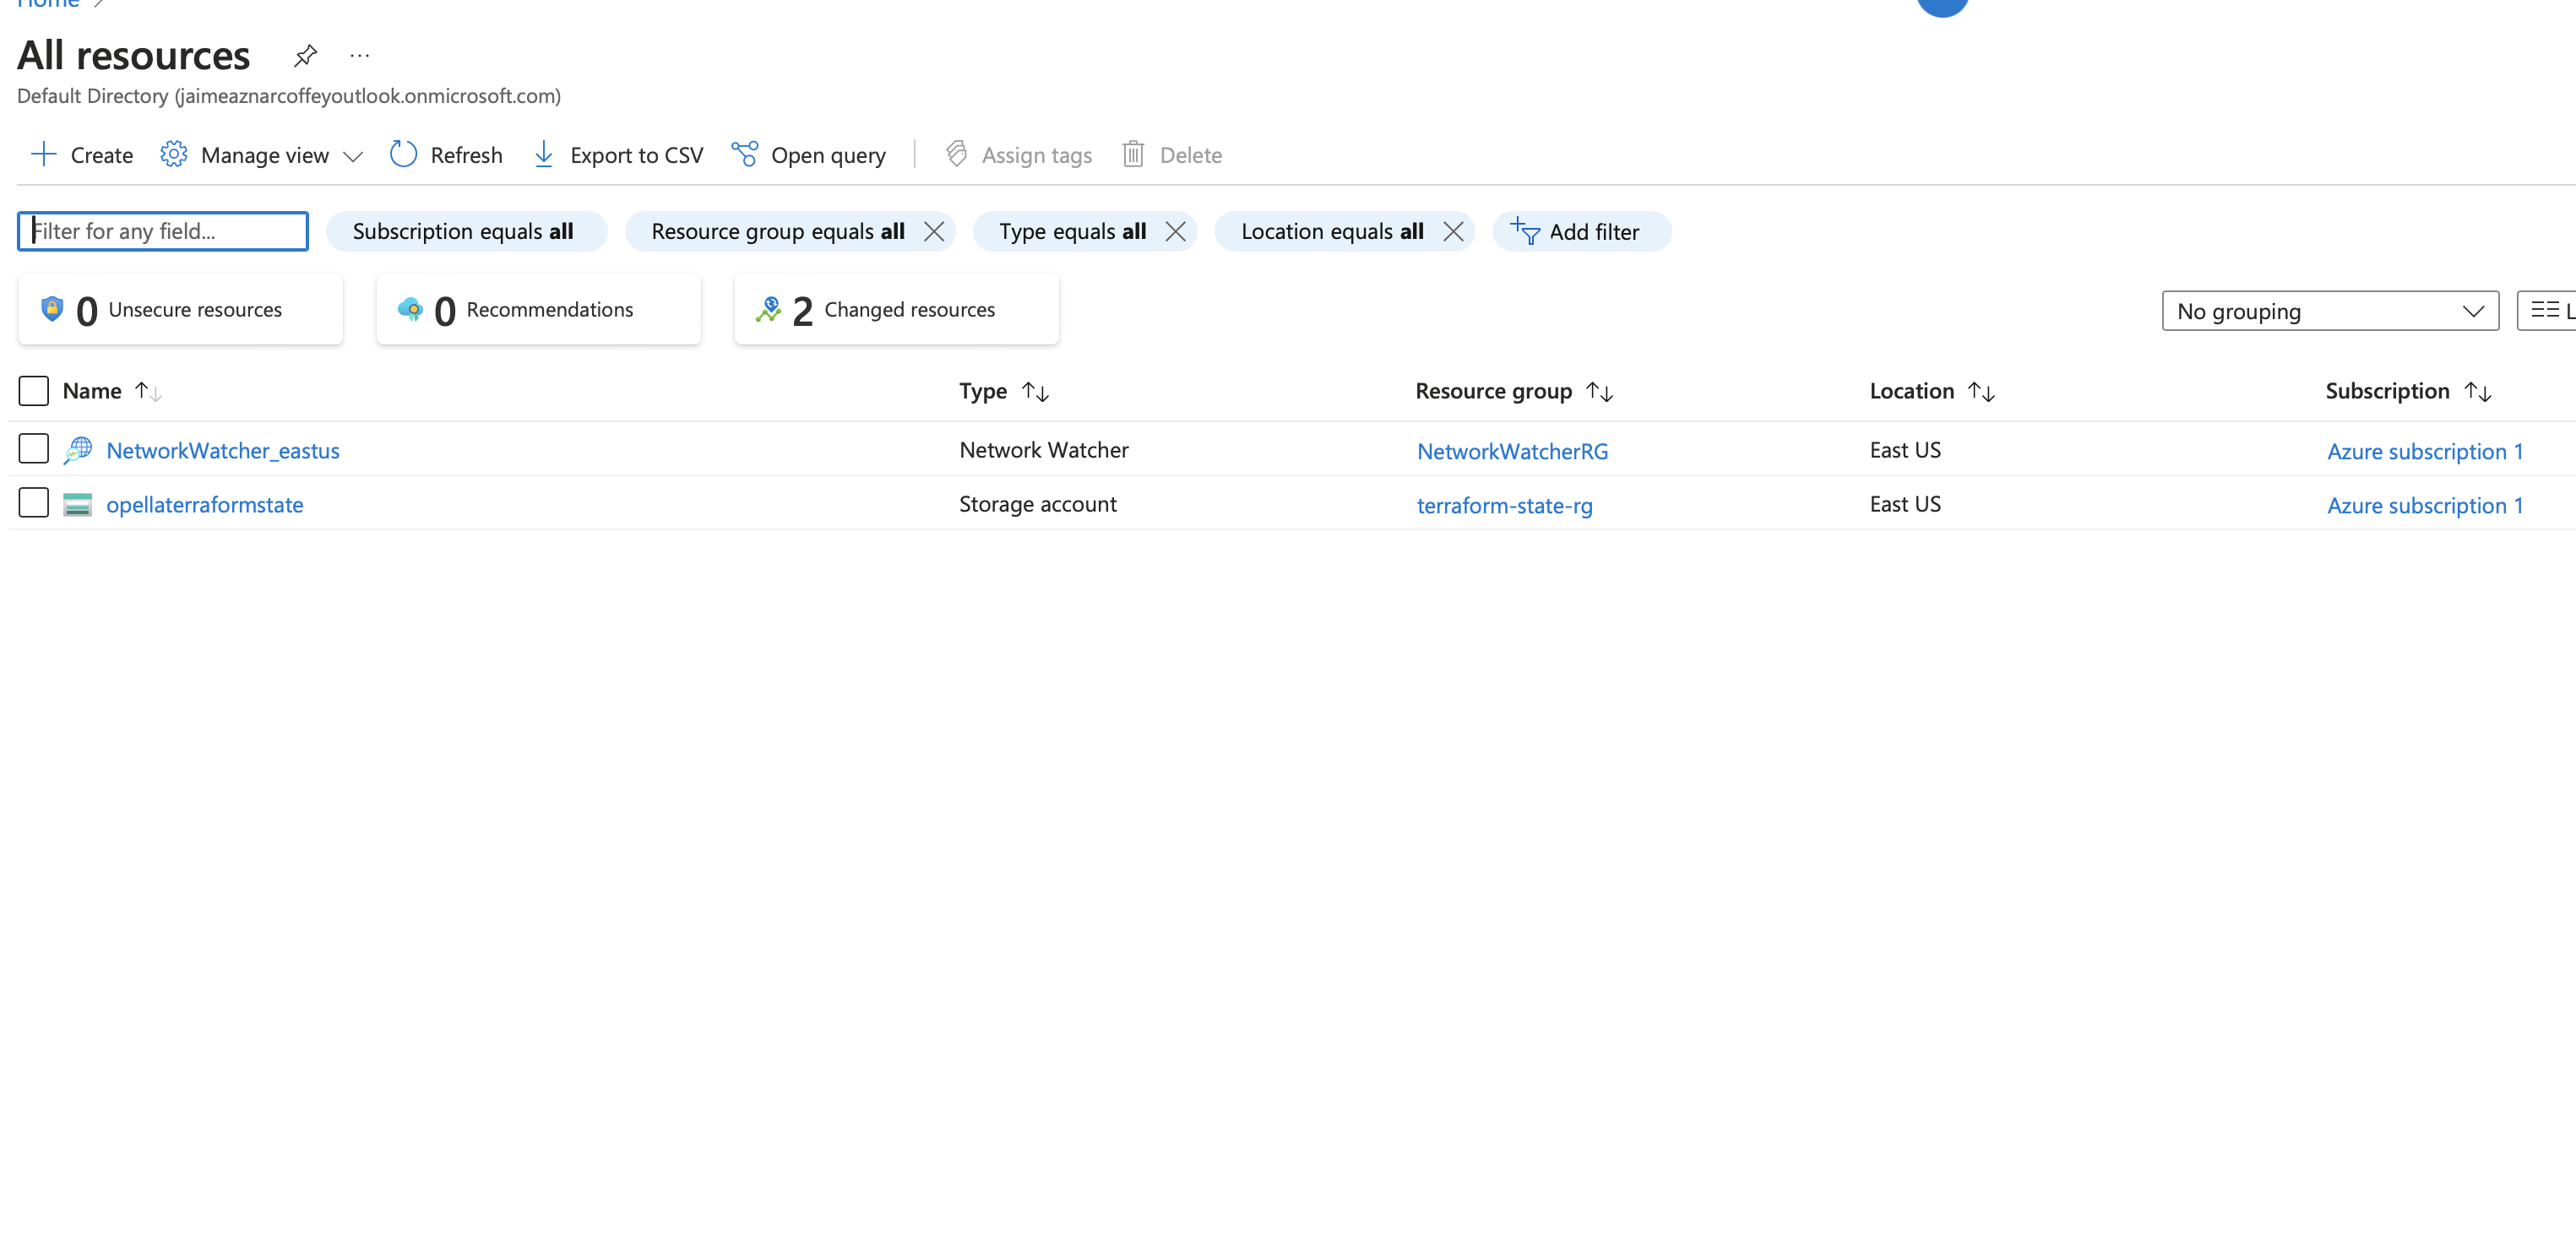 Home
All resources
Default Directory (jaimeaznarcoffeyoutlook.onmicrosoft.com)
Create Manage view Refresh Export to CSV Open query Assign tags Delete
Filter for any field... Subscription equals all Resource group equals all Type equals all Location equals all Add filter
0 Unsecure resources 0 Recommendations 2 Changed resources No grouping
Name Type Resource group Location Subscription
NetworkWatcher_eastus Network Watcher NetworkWatcherRG East US Azure subscription 1
opellaterraformstate Storage account terraform-state-rg East US Azure subscription 1